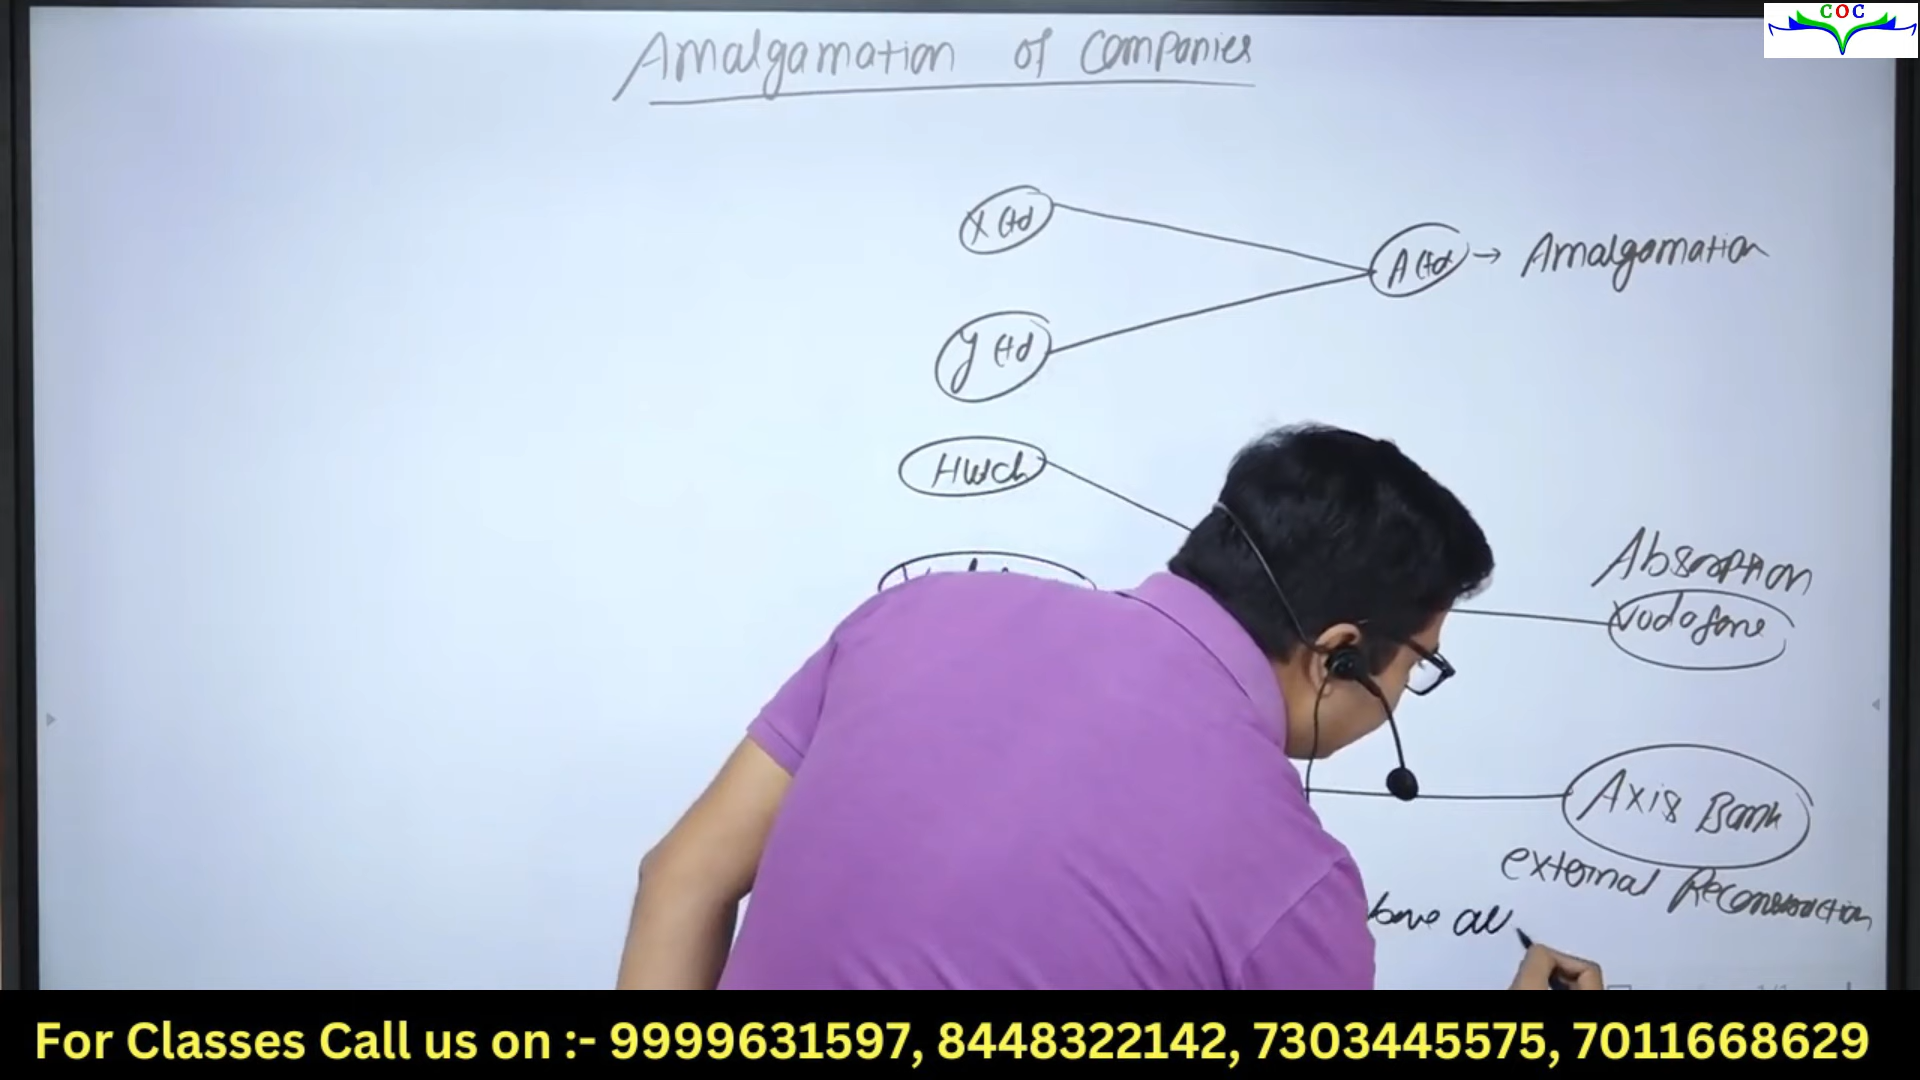 COC
Amalgamation of Companies
X Ltd
A Ltd → Amalgamation
Y Ltd
Hutch
Absorption
Vodafone
Axis Bank
external Reconstruction
above all
For Classes Call us on :- 9999631597, 8448322142, 7303445575, 7011668629